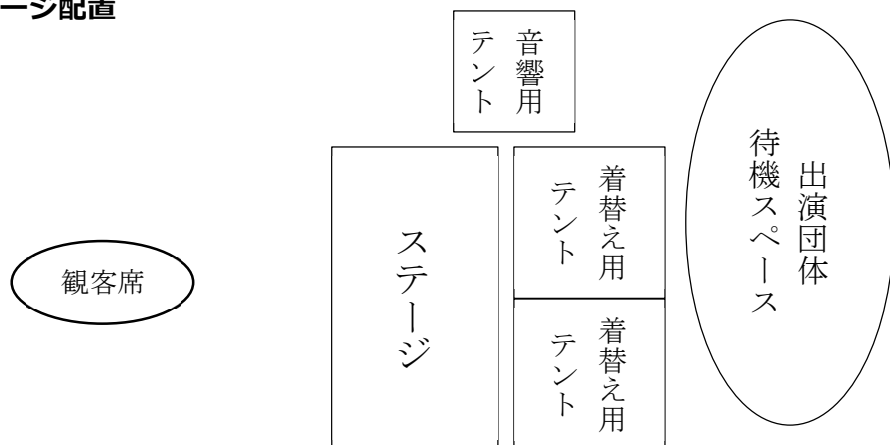 ージ配置
音響用
テント
着替え用
テント
出演団体
待機スペース
ステージ
観客席
着替え用
テント